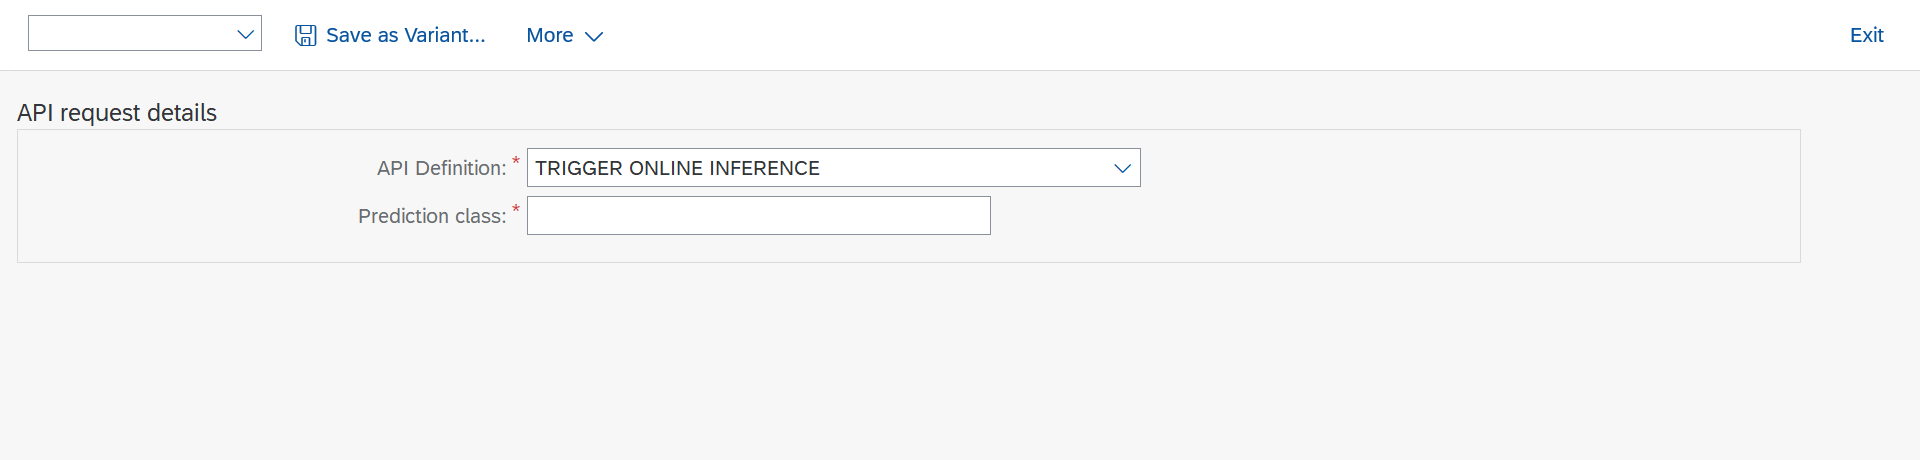 Save as Variant... More Exit
API request details
API Definition: * TRIGGER ONLINE INFERENCE
Prediction class: *